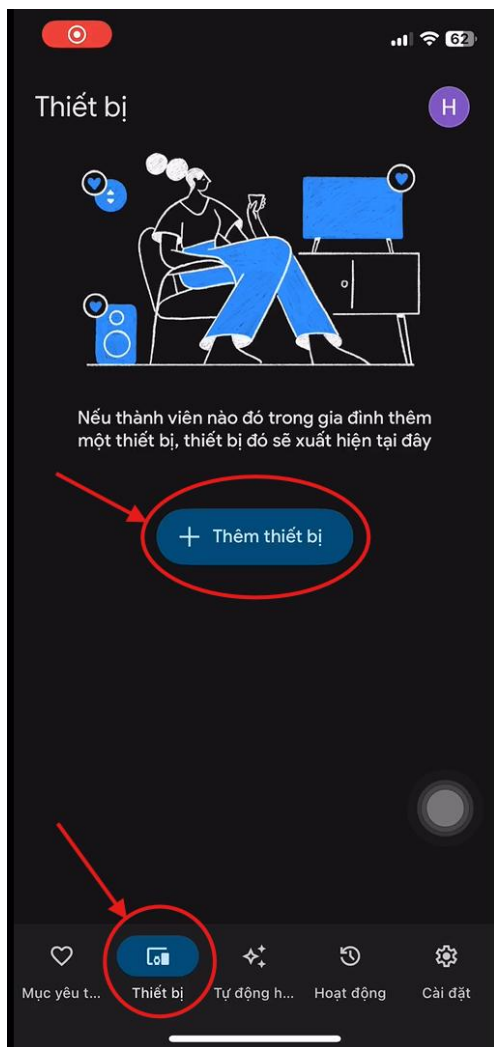 62
Thiết bị
H
Nếu thành viên nào đó trong gia đình thêm
một thiết bị, thiết bị đó sẽ xuất hiện tại đây
+ Thêm thiết bị
Mục yêu t... Thiết bị Tự động h... Hoạt động Cài đặt